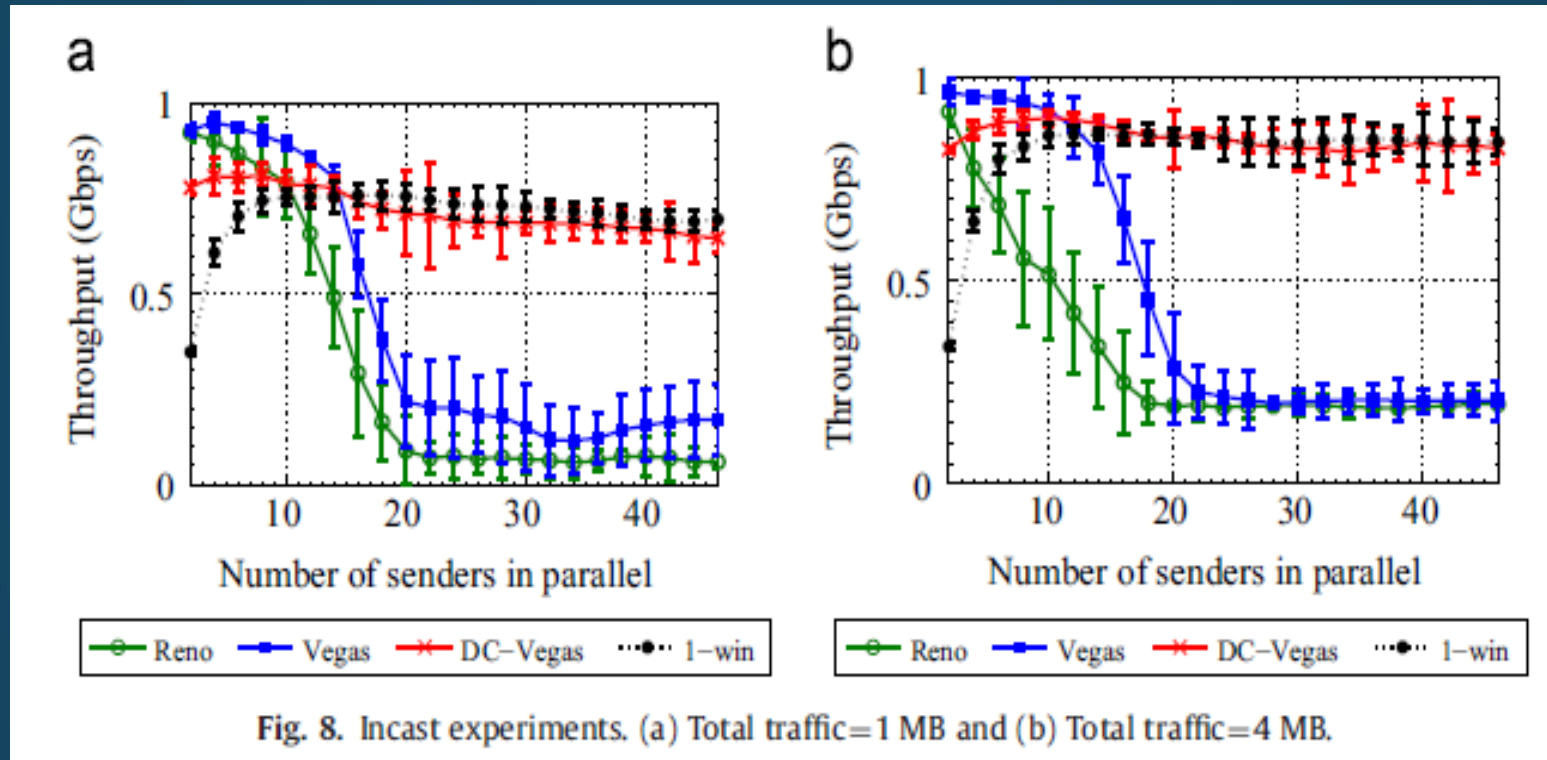 a
Throughput (Gbps)
1
0.5
0
10 20 30 40
Number of senders in parallel
Reno Vegas DC-Vegas 1-win
b
Throughput (Gbps)
1
0.5
0
10 20 30 40
Number of senders in parallel
Reno Vegas DC-Vegas 1-win
Fig. 8. Incast experiments. (a) Total traffic=1 MB and (b) Total traffic=4 MB.